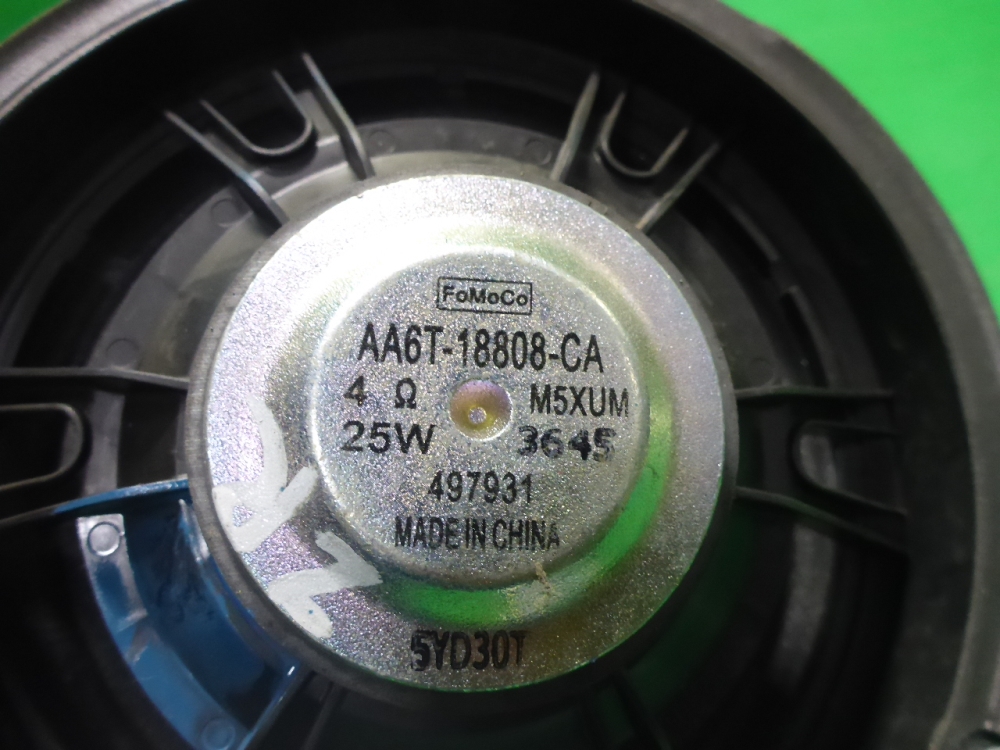 FoMoCo
AA6T-18808-CA
4 Ω M5XUM
25W 3645
497931
MADE IN CHINA
5YD30T